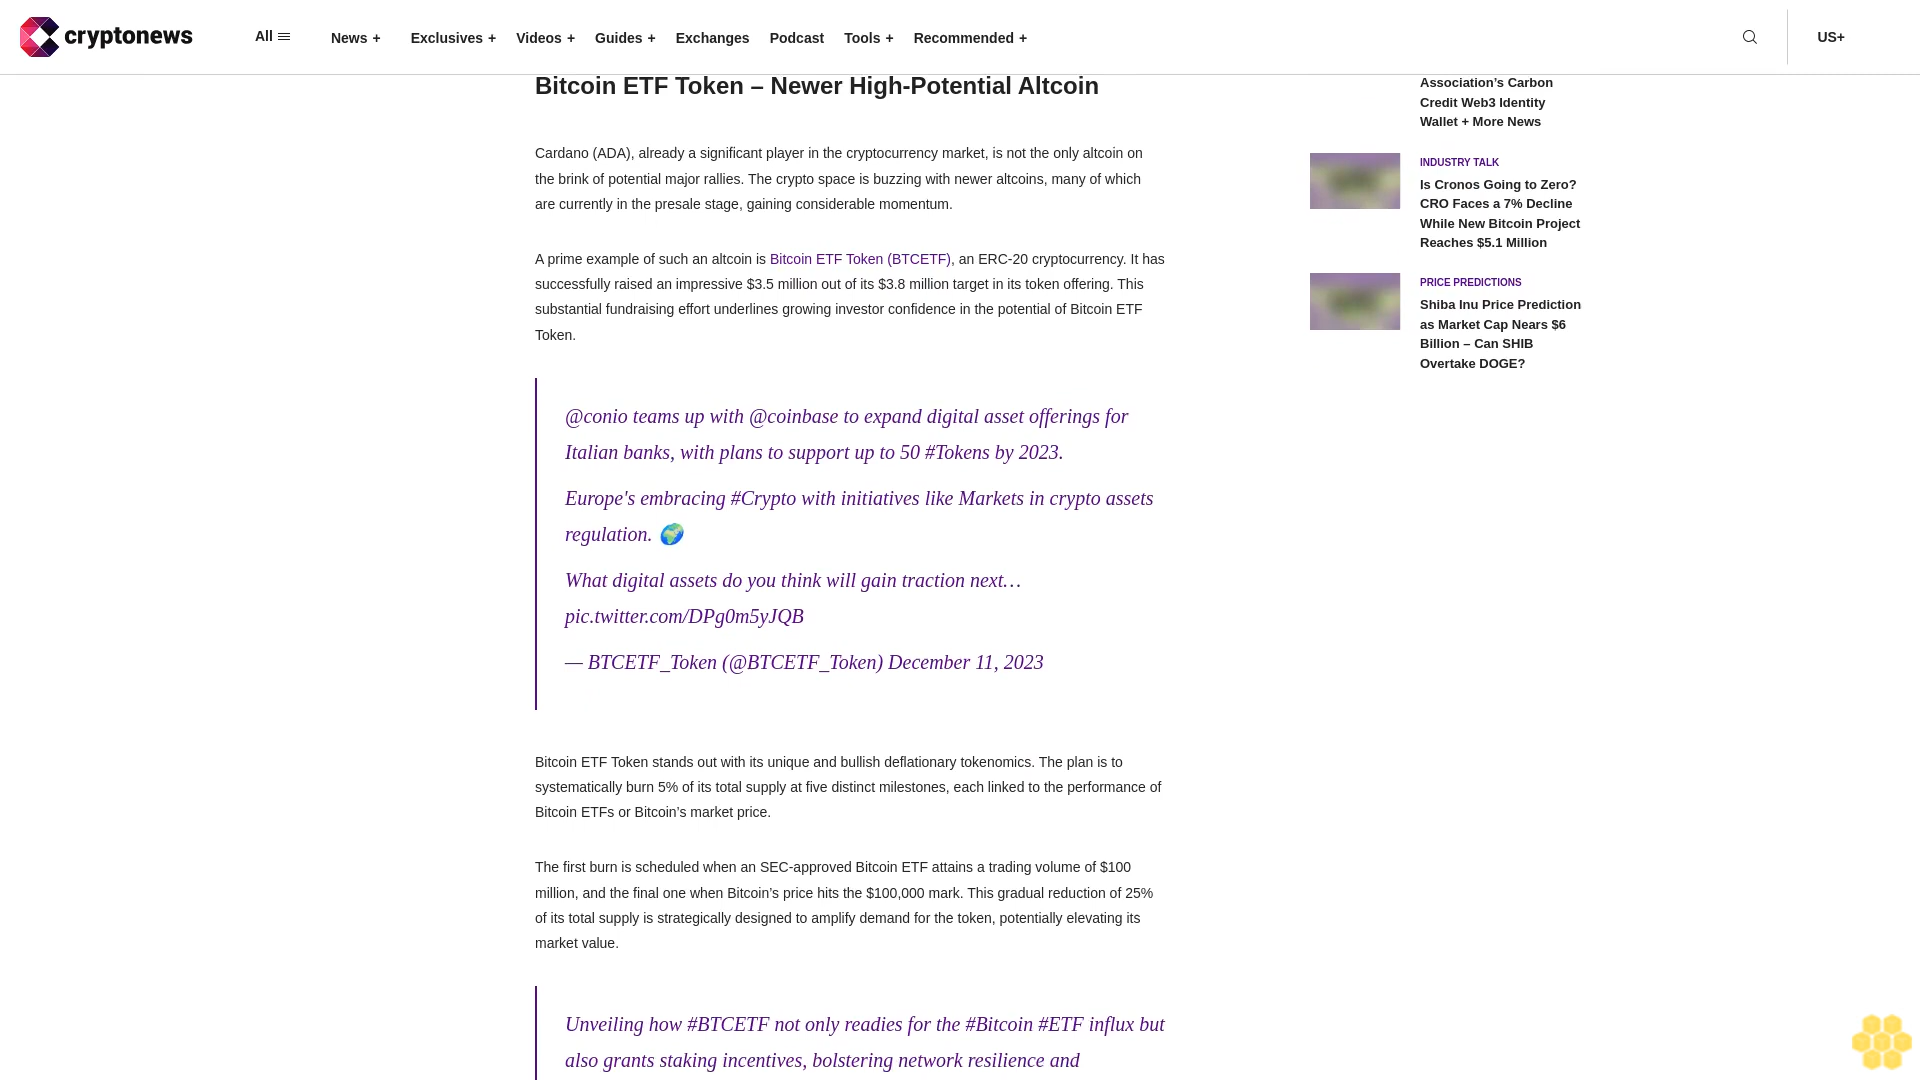 cryptonews
All
News +
Exclusives +
Videos +
Guides +
Exchanges
Podcast
Tools +
Recommended +
US+
Bitcoin ETF Token – Newer High-Potential Altcoin
Cardano (ADA), already a significant player in the cryptocurrency market, is not the only altcoin on
the brink of potential major rallies. The crypto space is buzzing with newer altcoins, many of which
are currently in the presale stage, gaining considerable momentum.
A prime example of such an altcoin is Bitcoin ETF Token (BTCETF), an ERC-20 cryptocurrency. It has
successfully raised an impressive $3.5 million out of its $3.8 million target in its token offering. This
substantial fundraising effort underlines growing investor confidence in the potential of Bitcoin ETF
Token.
@conio teams up with @coinbase to expand digital asset offerings for
Italian banks, with plans to support up to 50 #Tokens by 2023.
Europe's embracing #Crypto with initiatives like Markets in crypto assets
regulation. 🌍
What digital assets do you think will gain traction next…
pic.twitter.com/DPg0m5yJQB
— BTCETF_Token (@BTCETF_Token) December 11, 2023
Bitcoin ETF Token stands out with its unique and bullish deflationary tokenomics. The plan is to
systematically burn 5% of its total supply at five distinct milestones, each linked to the performance of
Bitcoin ETFs or Bitcoin’s market price.
The first burn is scheduled when an SEC-approved Bitcoin ETF attains a trading volume of $100
million, and the final one when Bitcoin’s price hits the $100,000 mark. This gradual reduction of 25%
of its total supply is strategically designed to amplify demand for the token, potentially elevating its
market value.
Unveiling how #BTCETF not only readies for the #Bitcoin #ETF influx but
also grants staking incentives, bolstering network resilience and
Association’s Carbon
Credit Web3 Identity
Wallet + More News
INDUSTRY TALK
Is Cronos Going to Zero?
CRO Faces a 7% Decline
While New Bitcoin Project
Reaches $5.1 Million
PRICE PREDICTIONS
Shiba Inu Price Prediction
as Market Cap Nears $6
Billion – Can SHIB
Overtake DOGE?